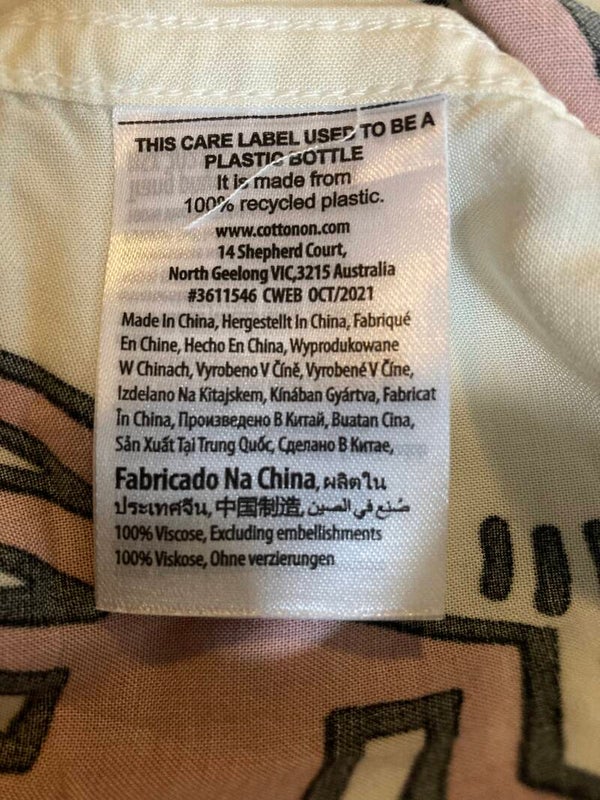 THIS CARE LABEL USED TO BE A
PLASTIC BOTTLE
It is made from
100% recycled plastic.
www.cottonon.com
14 Shepherd Court,
North Geelong VIC,3215 Australia
#3611546 CWEB OCT/2021
Made In China, Hergestellt In China, Fabriqué
En Chine, Hecho En China, Wyprodukowane
W Chinach, Vyrobeno V Číně, Vyrobené V Číne,
Izdelano Na Kitajskem, Kínában Gyártva, Fabricat
În China, Произведено В Китай, Buatan Cina,
Sản Xuất Tại Trung Quốc, Сделано В Китае,
Fabricado Na China, ผลิตใน
ประเทศจีน, 中国制造, صُنع في الصين
100% Viscose, Excluding embellishments
100% Viskose, Ohne verzierungen